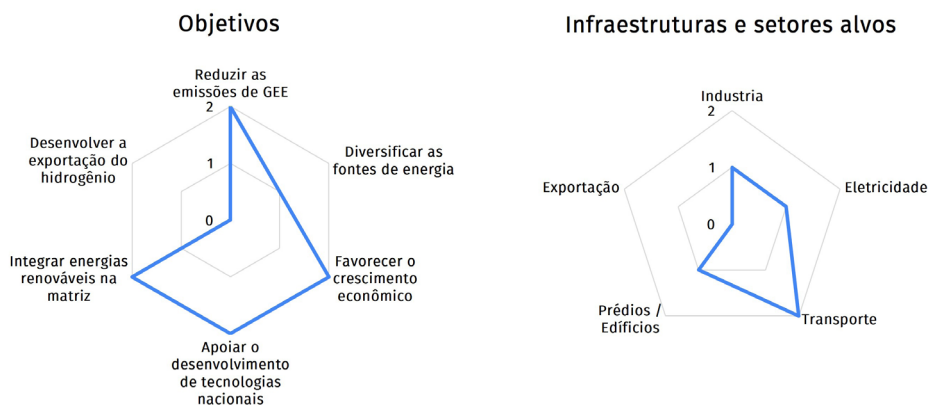 Objetivos
Reduzir as
emissões de GEE
2
Desenvolver a
exportação do
hidrogênio
1
Diversificar as
fontes de energia
0
Integrar energias
renováveis na
matriz
Favorecer o
crescimento
econômico
Apoiar o
desenvolvimento
de tecnologias
nacionais
Infraestruturas e setores alvos
Industria
2
1
Exportação
Eletricidade
0
Prédios /
Edíficios
Transporte